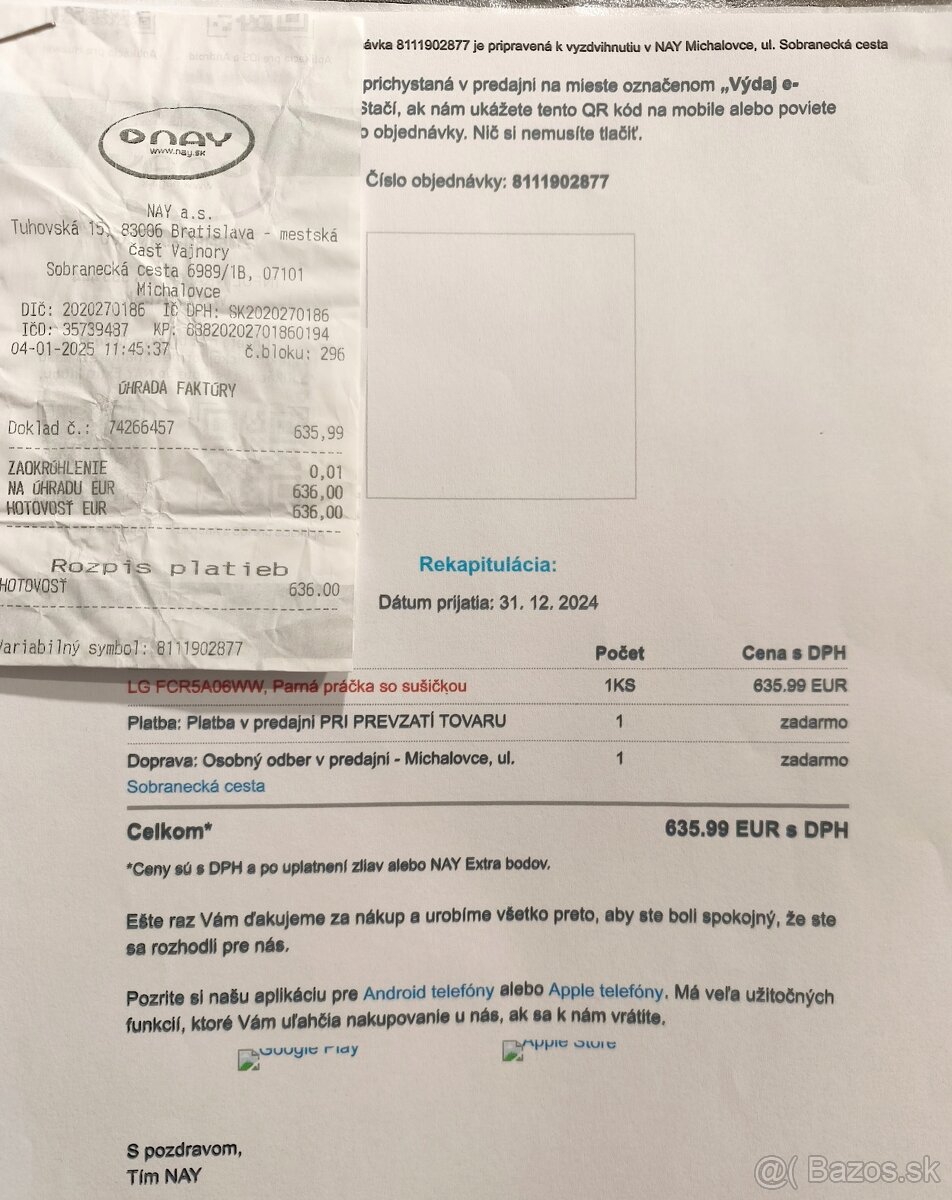 NAY
www.nay.sk
NAY a.s.
Tuhovská 15, 83006 Bratislava - mestská
časť Vajnory
Sobranecká cesta 6989/1B, 07101
Michalovce
DIČ: 2020270186 IČ DPH: SK2020270186
IČO: 35739487 KP: 88820202701860194
04-01-2025 11:45:37 č.bloku: 296
ÚHRADA FAKTÚRY
Doklad č.: 74266457 635,99
ZAOKRÚHLENIE 0,01
NA ÚHRADU EUR 636,00
HOTOVOSŤ EUR 636,00
Rozpis platieb
HOTOVOSŤ 636.00
Variabilný symbol: 8111902877
ávka 8111902877 je pripravená k vyzdvihnutiu v NAY Michalovce, ul. Sobranecká cesta
prichystaná v predajni na mieste označenom „Výdaj e-
Stačí, ak nám ukážete tento QR kód na mobile alebo poviete
o objednávky. Nič si nemusíte tlačiť.
Číslo objednávky: 8111902877
Rekapitulácia:
Dátum prijatia: 31. 12. 2024
Počet Cena s DPH
LG FCR5A06WW, Parná práčka so sušičkou 1KS 635.99 EUR
Platba: Platba v predajni PRI PREVZATÍ TOVARU 1 zadarmo
Doprava: Osobný odber v predajni - Michalovce, ul. 1 zadarmo
Sobranecká cesta
Celkom* 635.99 EUR s DPH
*Ceny sú s DPH a po uplatnení zliav alebo NAY Extra bodov.
Ešte raz Vám ďakujeme za nákup a urobíme všetko preto, aby ste boli spokojný, že ste
sa rozhodli pre nás.
Pozrite si našu aplikáciu pre Android telefóny alebo Apple telefóny. Má veľa užitočných
funkcií, ktoré Vám uľahčia nakupovanie u nás, ak sa k nám vrátite.
Google Play Apple Store
S pozdravom,
Tím NAY
@( Bazos.sk